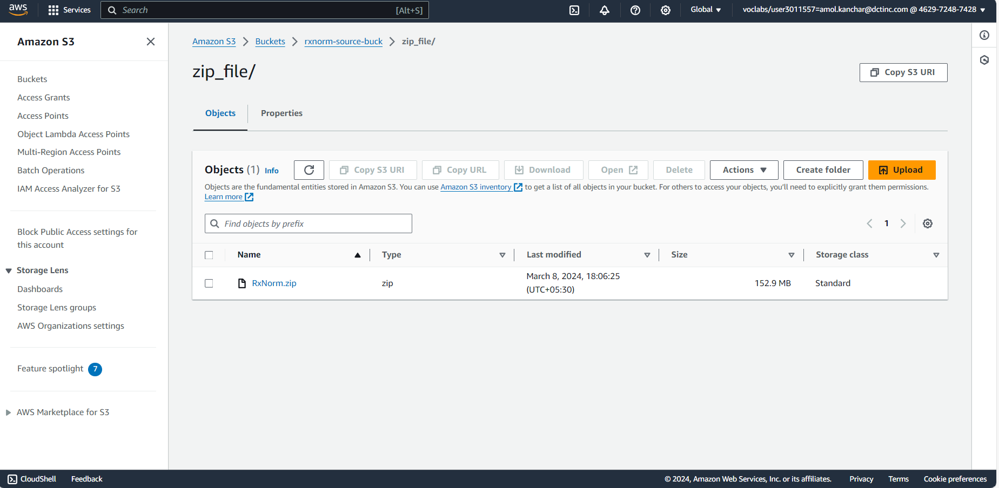 aws
Services
Search
[Alt+S]
Global
voclabs/user3011557=amol.kanchar@dctinc.com @ 4629-7248-7428
Amazon S3
Buckets
Access Grants
Access Points
Object Lambda Access Points
Multi-Region Access Points
Batch Operations
IAM Access Analyzer for S3
Block Public Access settings for
this account
Storage Lens
Dashboards
Storage Lens groups
AWS Organizations settings
Feature spotlight 7
AWS Marketplace for S3
Amazon S3 > Buckets > rxnorm-source-buck > zip_file/
zip_file/
Copy S3 URI
Objects
Properties
Objects (1) Info
Copy S3 URI
Copy URL
Download
Open
Delete
Actions
Create folder
Upload
Objects are the fundamental entities stored in Amazon S3. You can use Amazon S3 inventory to get a list of all objects in your bucket. For others to access your objects, you’ll need to explicitly grant them permissions.
Learn more
Find objects by prefix
1
Name
Type
Last modified
Size
Storage class
RxNorm.zip
zip
March 8, 2024, 18:06:25
(UTC+05:30)
152.9 MB
Standard
CloudShell
Feedback
© 2024, Amazon Web Services, Inc. or its affiliates.
Privacy
Terms
Cookie preferences